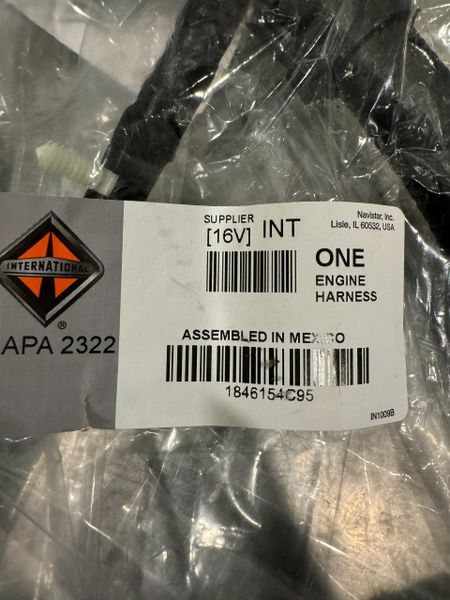 SUPPLIER
[16V] INT
Navistar, Inc.
Lisle, IL 60532, USA
INTERNATIONAL
®
ONE
ENGINE
HARNESS
APA 2322
ASSEMBLED IN MEXICO
1846154C95
IN1009B